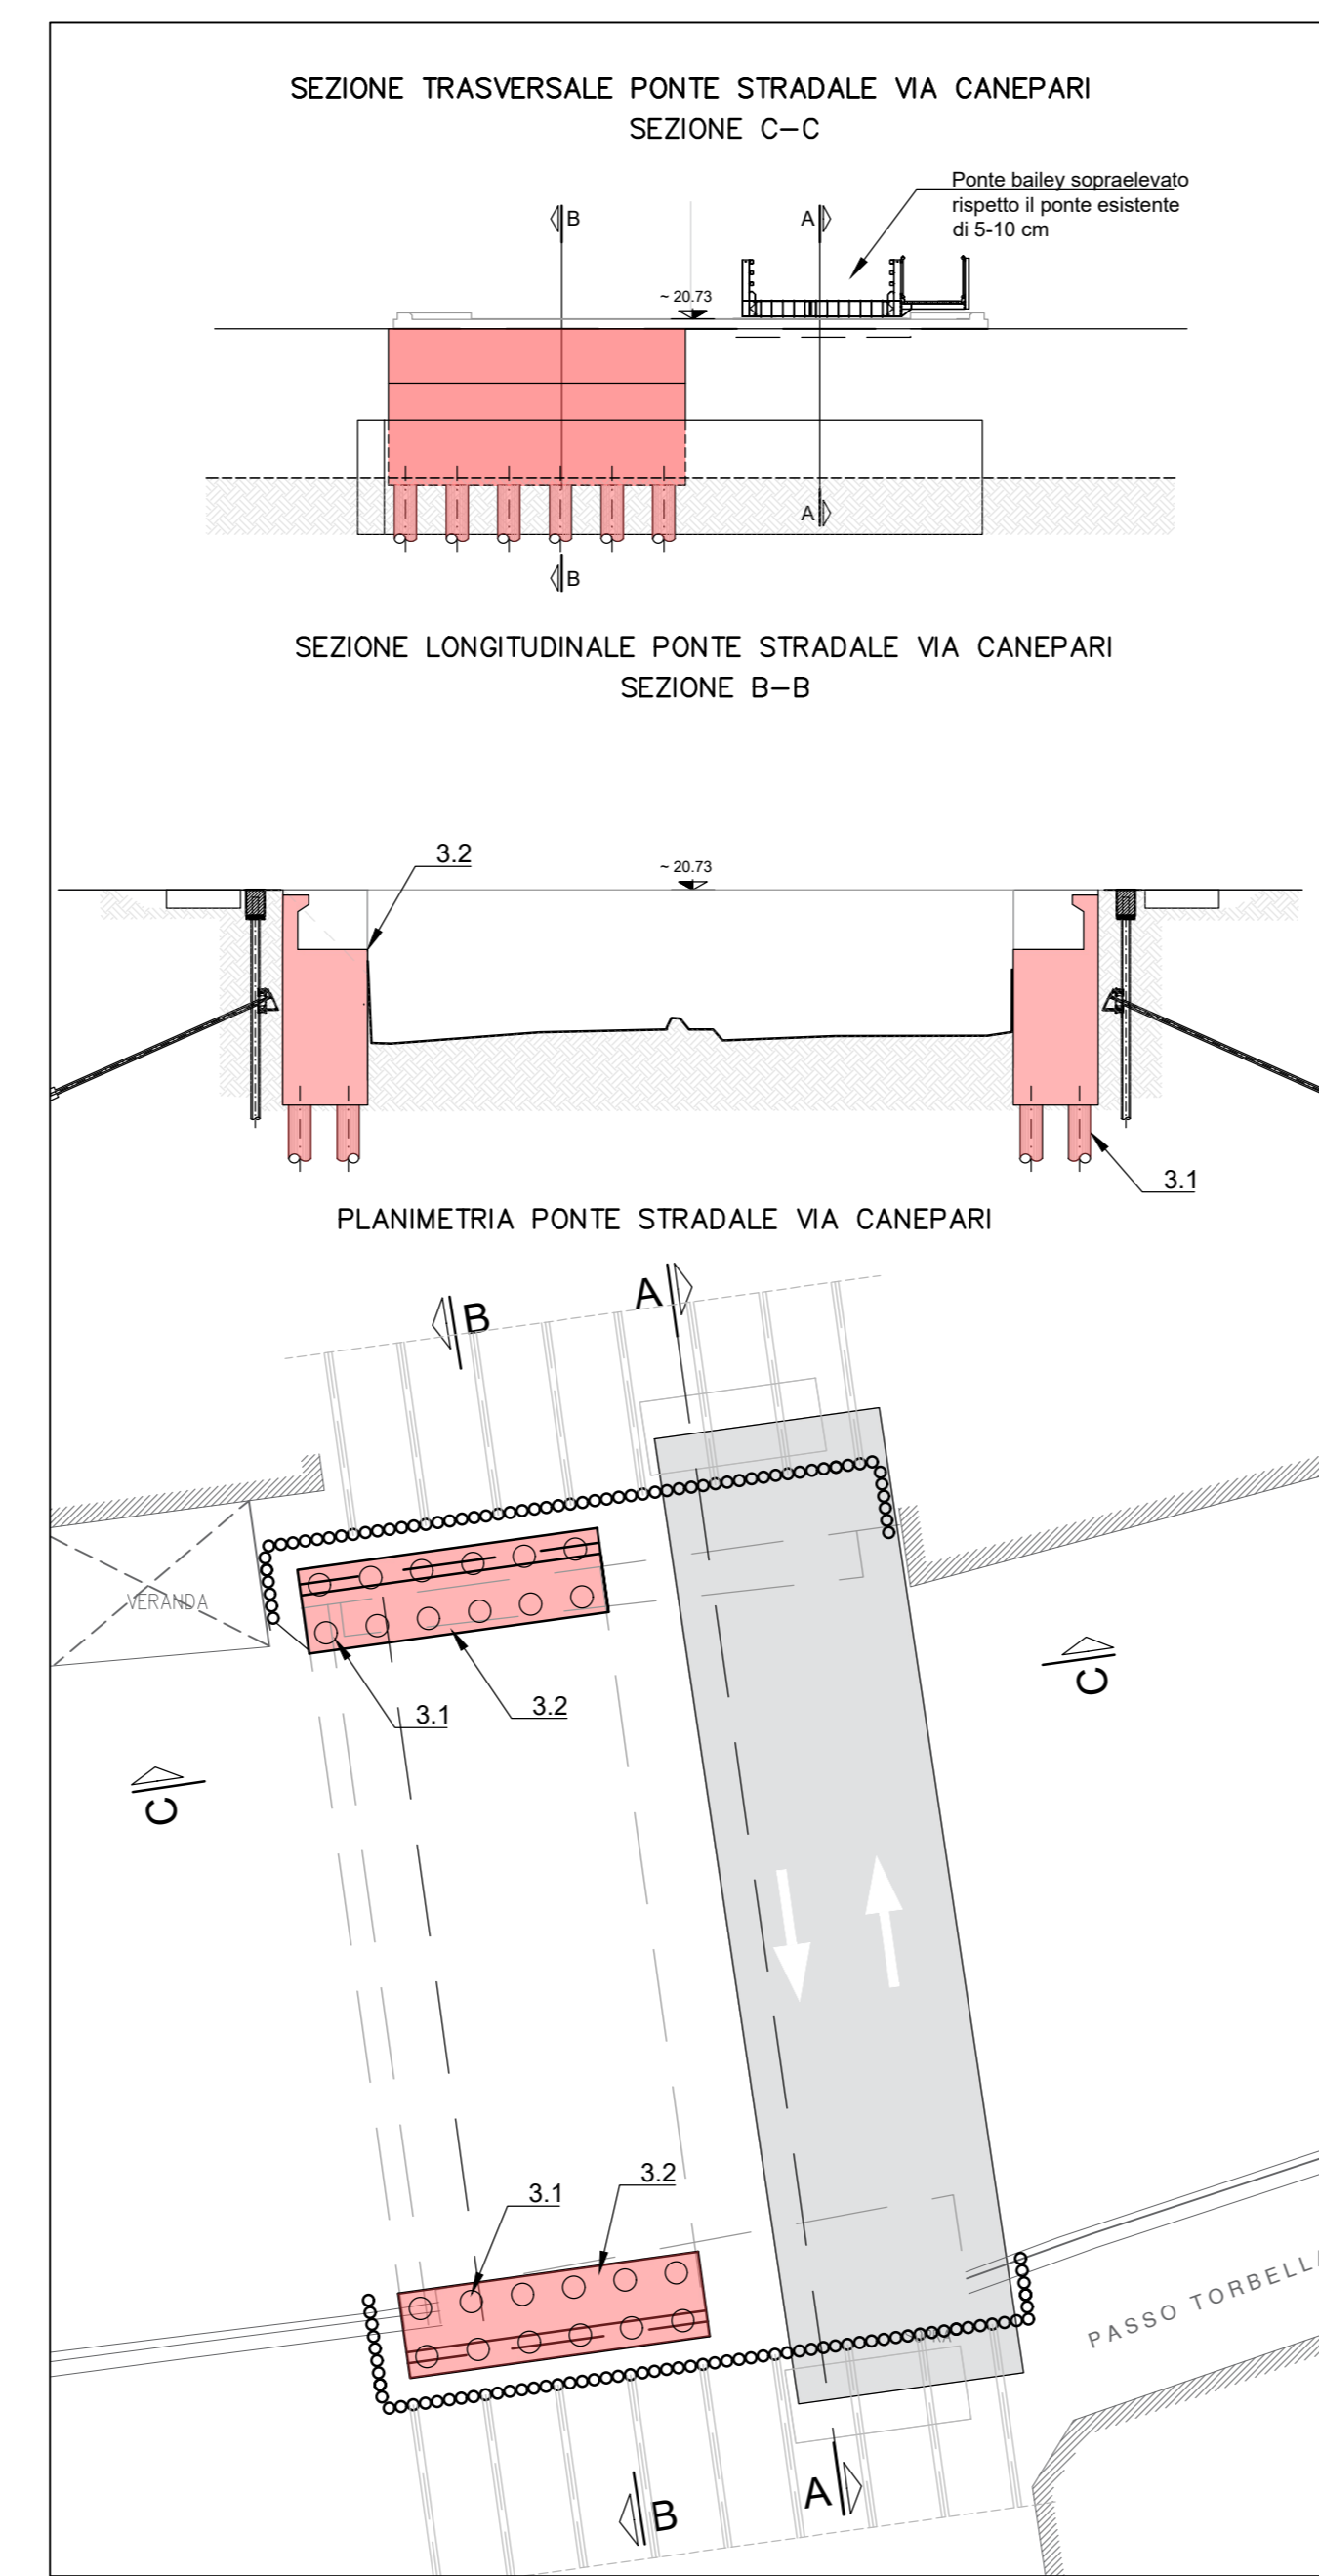 SEZIONE TRASVERSALE PONTE STRADALE VIA CANEPARI
SEZIONE C-C
Ponte bailey sopraelevato
rispetto il ponte esistente
di 5-10 cm
B
A
~ 20.73
A
B
SEZIONE LONGITUDINALE PONTE STRADALE VIA CANEPARI
SEZIONE B-B
3.2
~ 20.73
3.1
PLANIMETRIA PONTE STRADALE VIA CANEPARI
B
A
VERANDA
C
3.1
3.2
C
3.1
3.2
PASSO TORBELLA
A
B